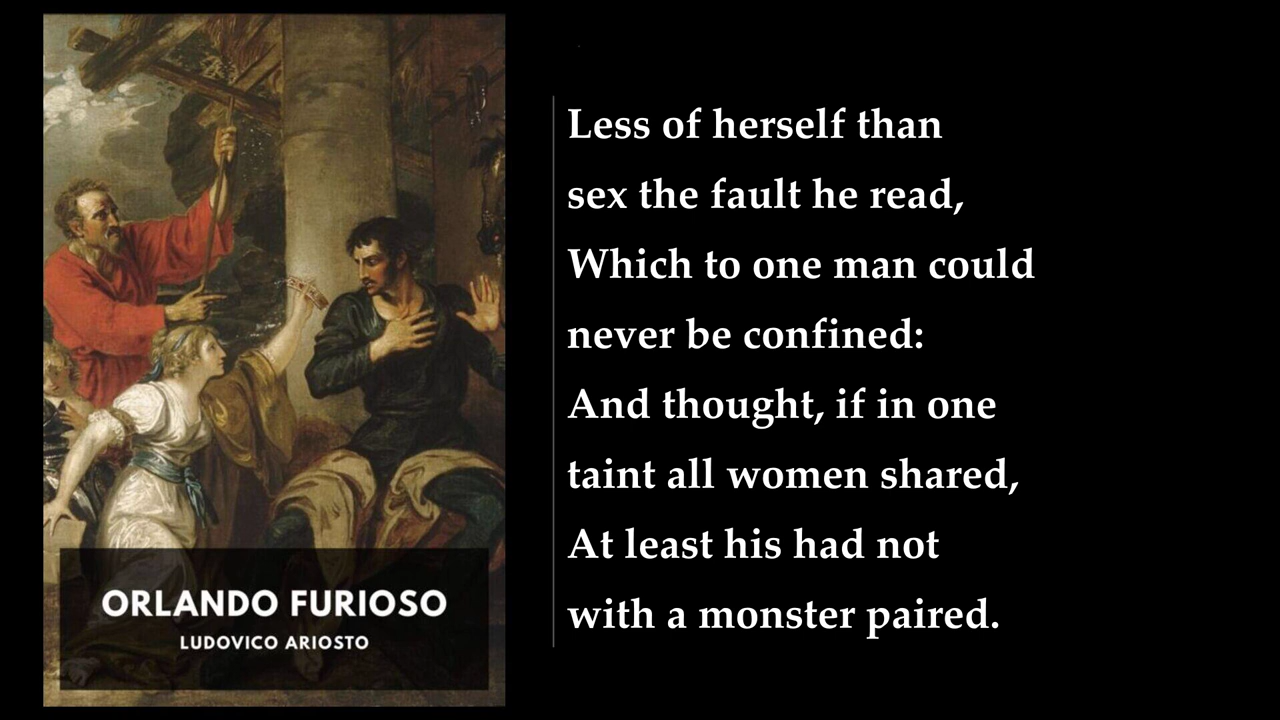 Less of herself than
sex the fault he read,
Which to one man could
never be confined:
And thought, if in one
taint all women shared,
At least his had not
with a monster paired.
ORLANDO FURIOSO
LUDOVICO ARIOSTO